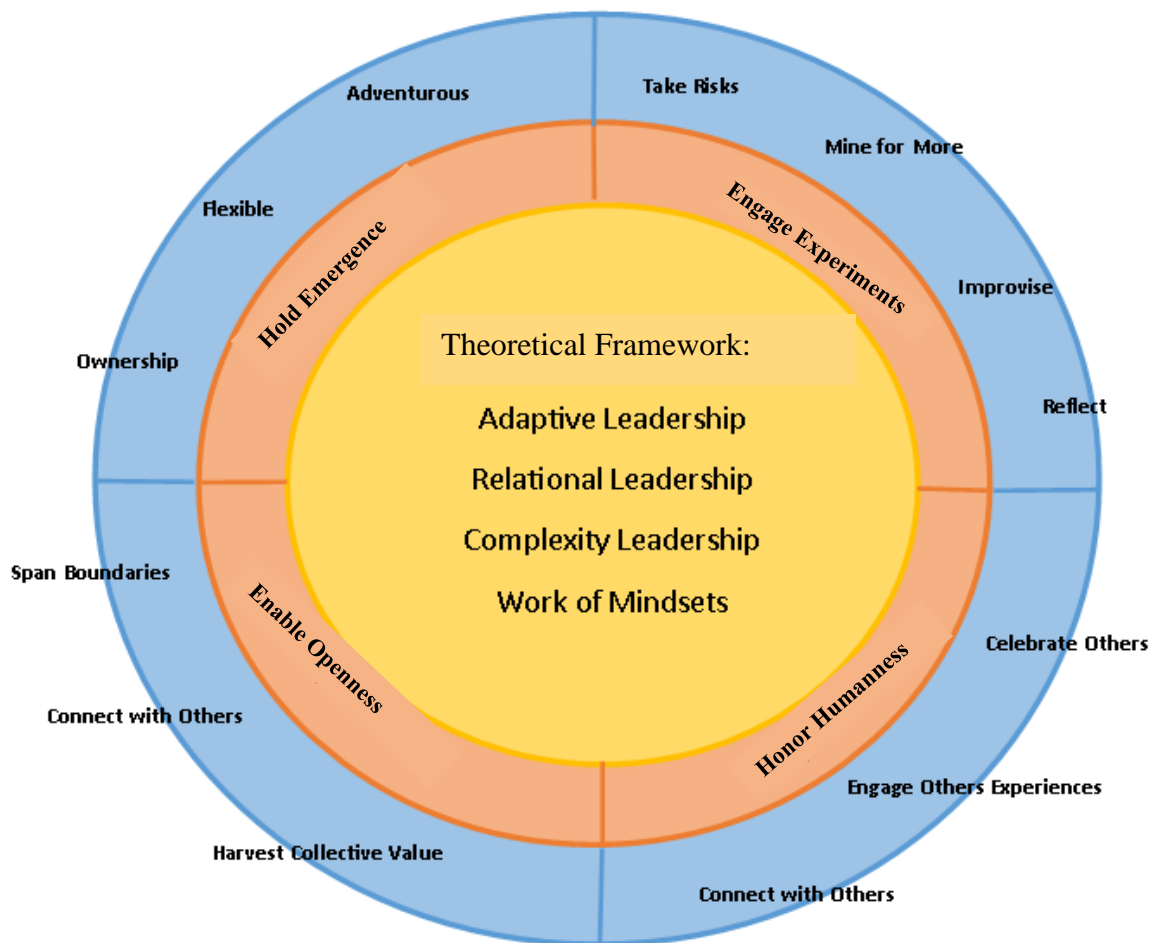 Adventurous
Take Risks
Mine for More
Flexible
Hold Emergence
Engage Experiments
Improvise
Ownership
Reflect
Theoretical Framework:
Adaptive Leadership
Relational Leadership
Complexity Leadership
Work of Mindsets
Span Boundaries
Enable Openness
Connect with Others
Harvest Collective Value
Honor Humanness
Celebrate Others
Engage Others Experiences
Connect with Others